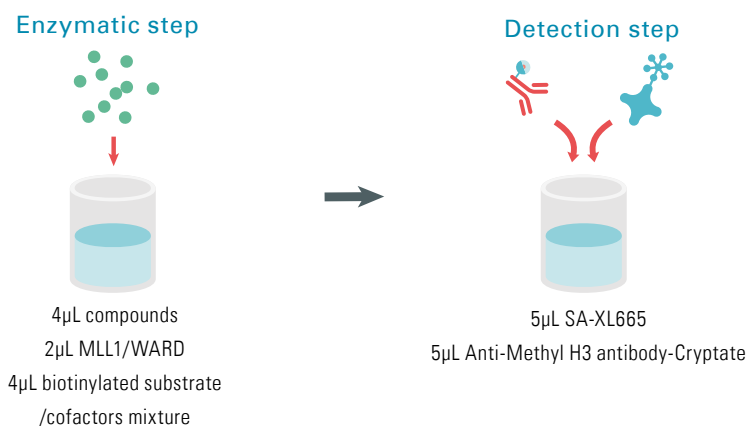 Enzymatic step
Detection step
4µL compounds
2µL MLL1/WARD
4µL biotinylated substrate
/cofactors mixture
5µL SA-XL665
5µL Anti-Methyl H3 antibody-Cryptate